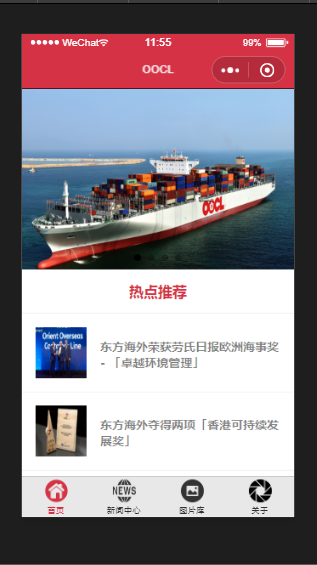 WeChat 11:55 99%
OOCL
OOCL
热点推荐
Orient Overseas
东方海外荣获劳氏日报欧洲海事奖
- 「卓越环境管理」
东方海外夺得两项「香港可持续发
展奖」
NEWS
首页 新闻中心 图片库 关于